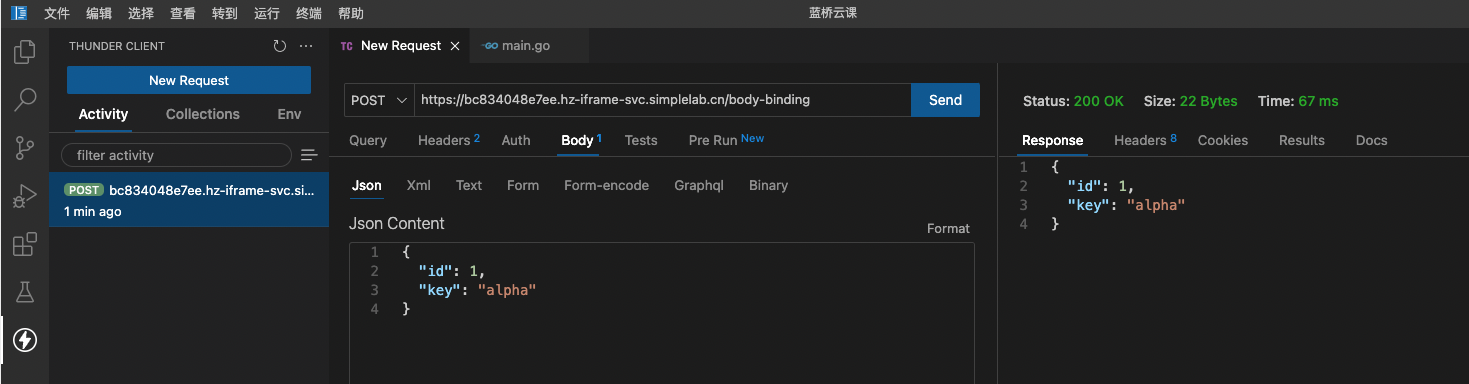 文件 编辑 选择 查看 转到 运行 终端 帮助 蓝桥云课
THUNDER CLIENT
New Request
Activity Collections Env
filter activity
POST bc834048e7ee.hz-iframe-svc.si...
1 min ago
TC New Request × GO main.go
POST https://bc834048e7ee.hz-iframe-svc.simplelab.cn/body-binding Send
Query Headers 2 Auth Body 1 Tests Pre Run New
Json Xml Text Form Form-encode Graphql Binary
Json Content
Format
1 {
2 "id": 1,
3 "key": "alpha"
4 }
Status: 200 OK Size: 22 Bytes Time: 67 ms
Response Headers 8 Cookies Results Docs
1 {
2 "id": 1,
3 "key": "alpha"
4 }